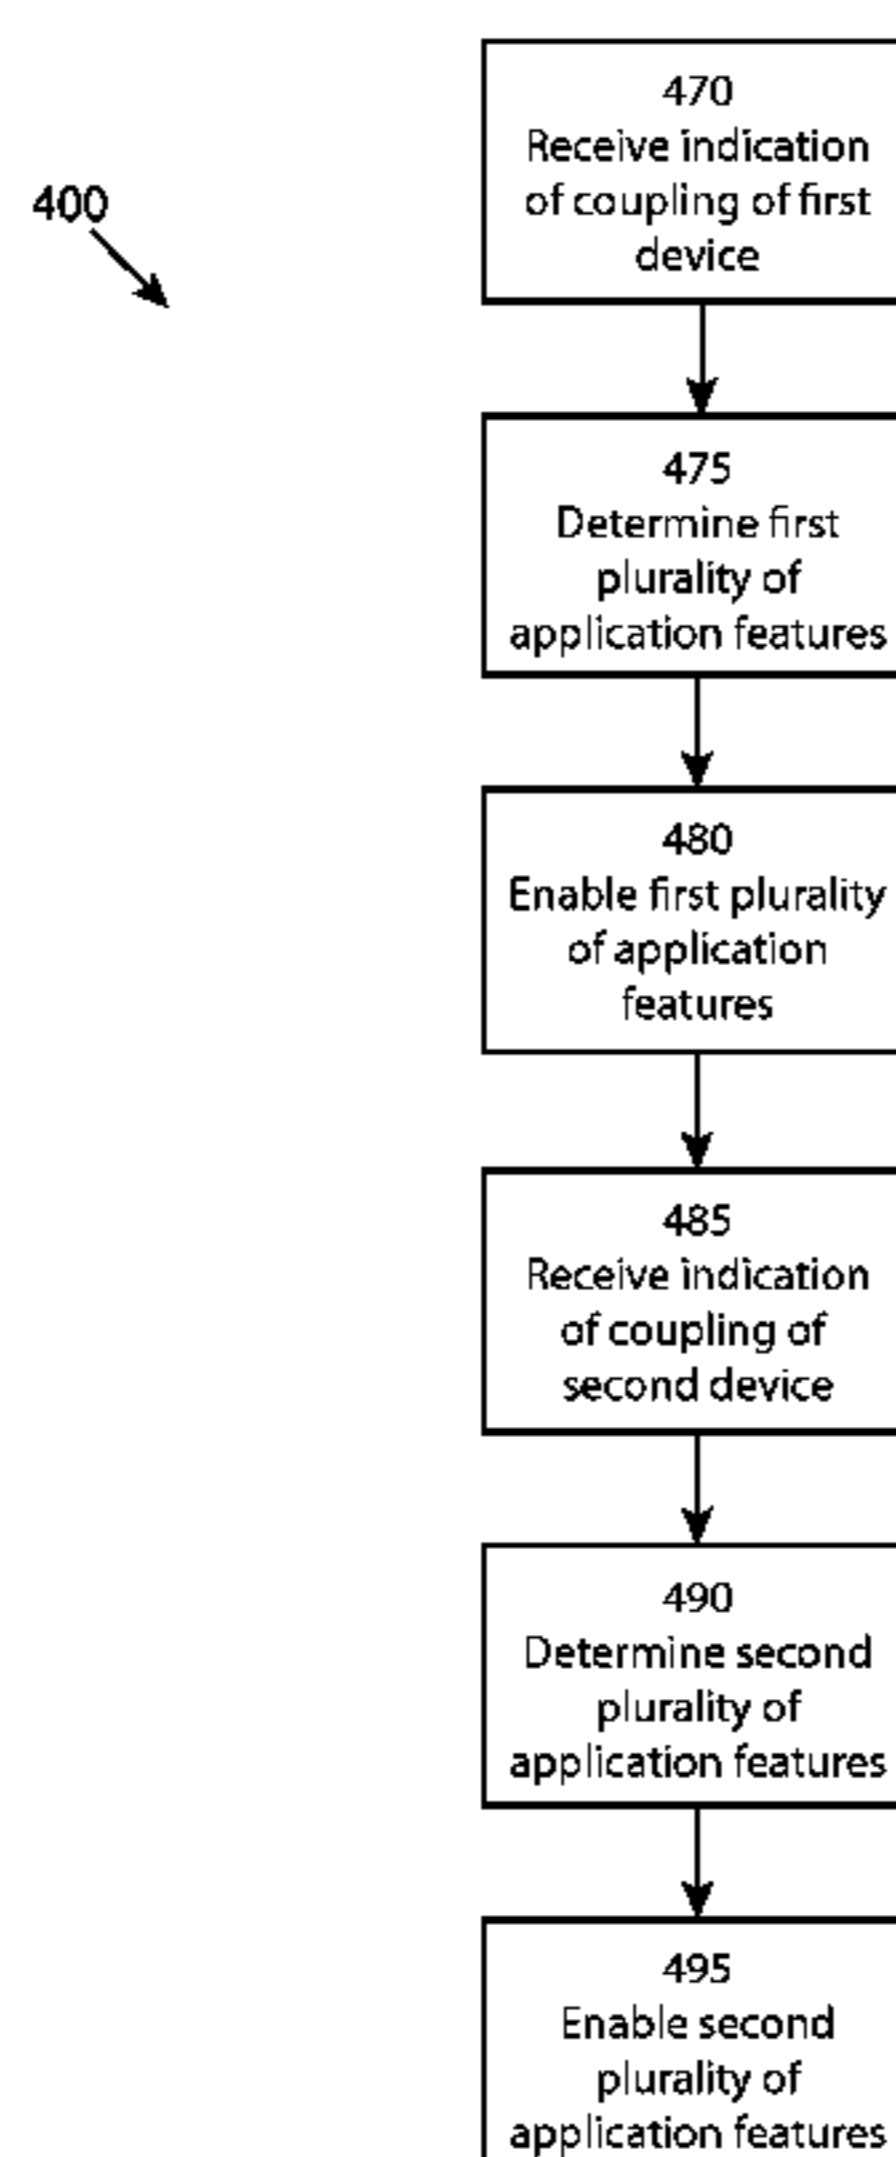 470
Receive indication
of coupling of first
device
400
475
Determine first
plurality of
application features
480
Enable first plurality
of application
features
485
Receive indication
of coupling of
second device
490
Determine second
plurality of
application features
495
Enable second
plurality of
application features